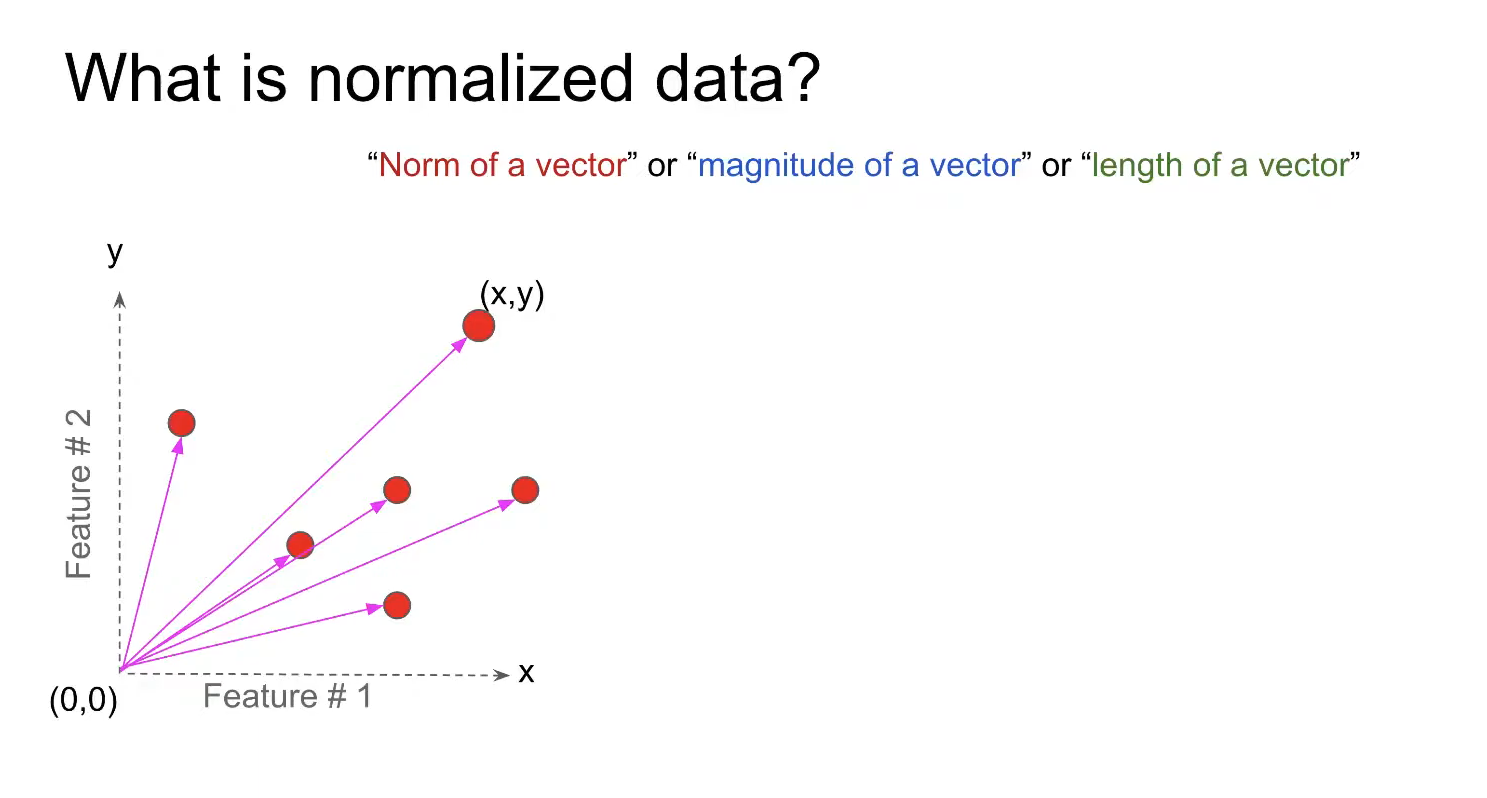 What is normalized data?
“Norm of a vector” or “magnitude of a vector” or “length of a vector”
y
(x,y)
Feature # 2
x
(0,0)
Feature # 1